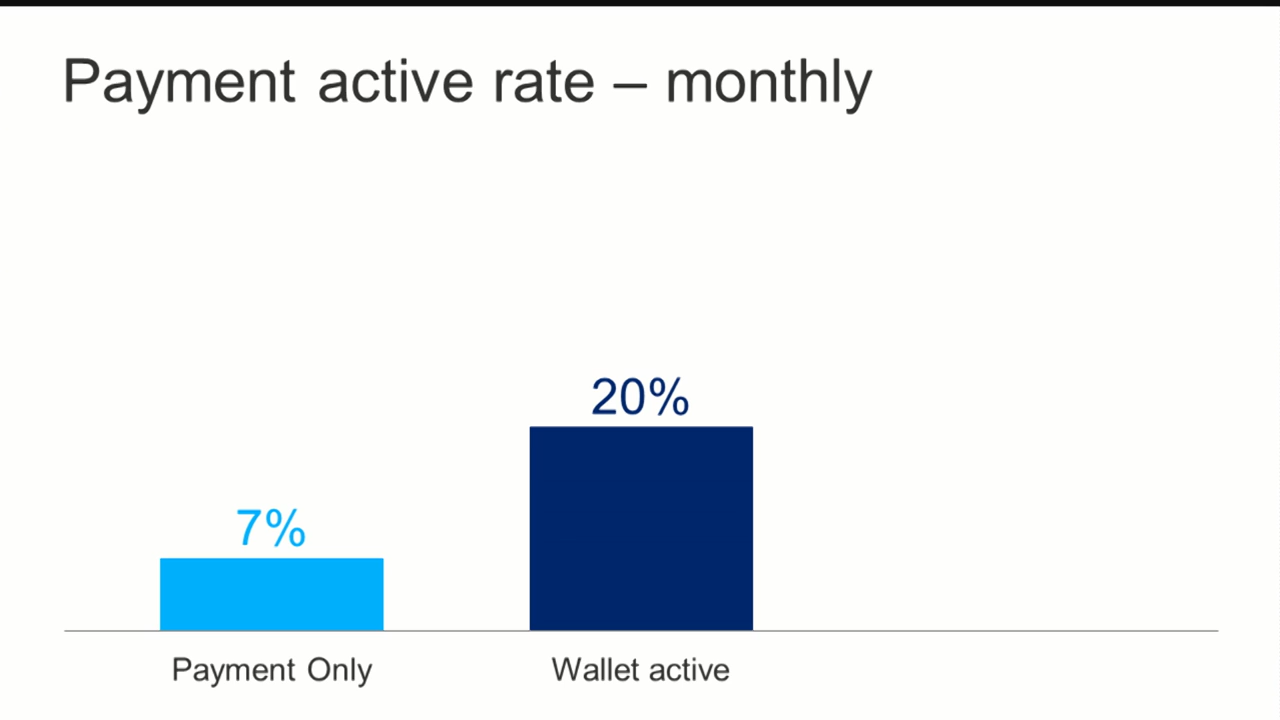 Payment active rate – monthly
20%
7%
Payment Only
Wallet active